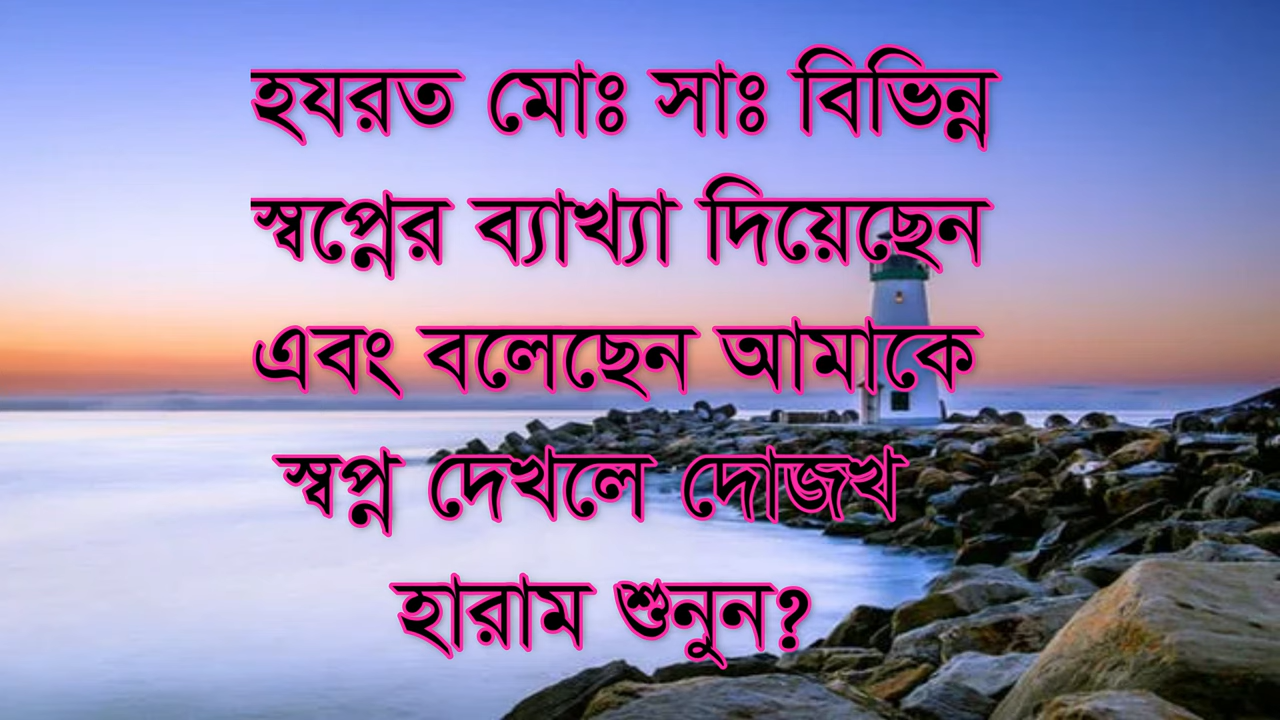 হযরত মোঃ সাঃ বিভিন্ন
স্বপ্নের ব্যাখ্যা দিয়েছেন
এবং বলেছেন আমাকে
স্বপ্ন দেখলে দোজখ
হারাম শুনুন?